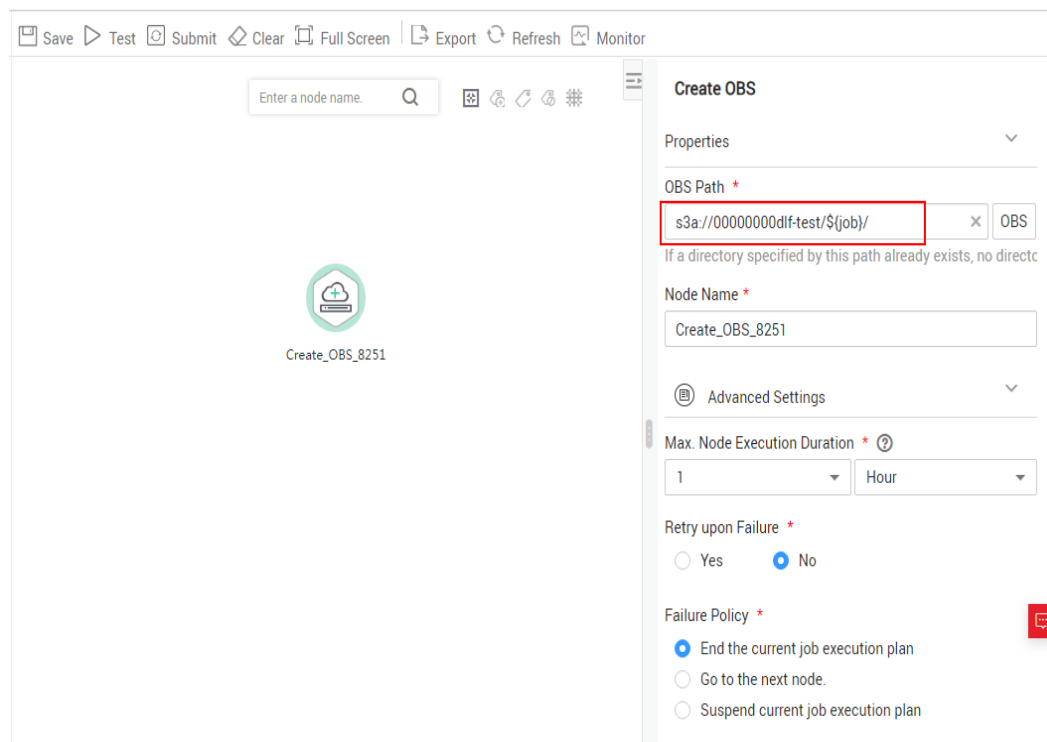 Save Test Submit Clear Full Screen Export Refresh Monitor
Enter a node name.
Create_OBS_8251
Create OBS
Properties
OBS Path *
s3a://00000000dlf-test/${job}/ × OBS
If a directory specified by this path already exists, no directo
Node Name *
Create_OBS_8251
Advanced Settings
Max. Node Execution Duration * ?
1 Hour
Retry upon Failure *
Yes No
Failure Policy *
End the current job execution plan
Go to the next node.
Suspend current job execution plan